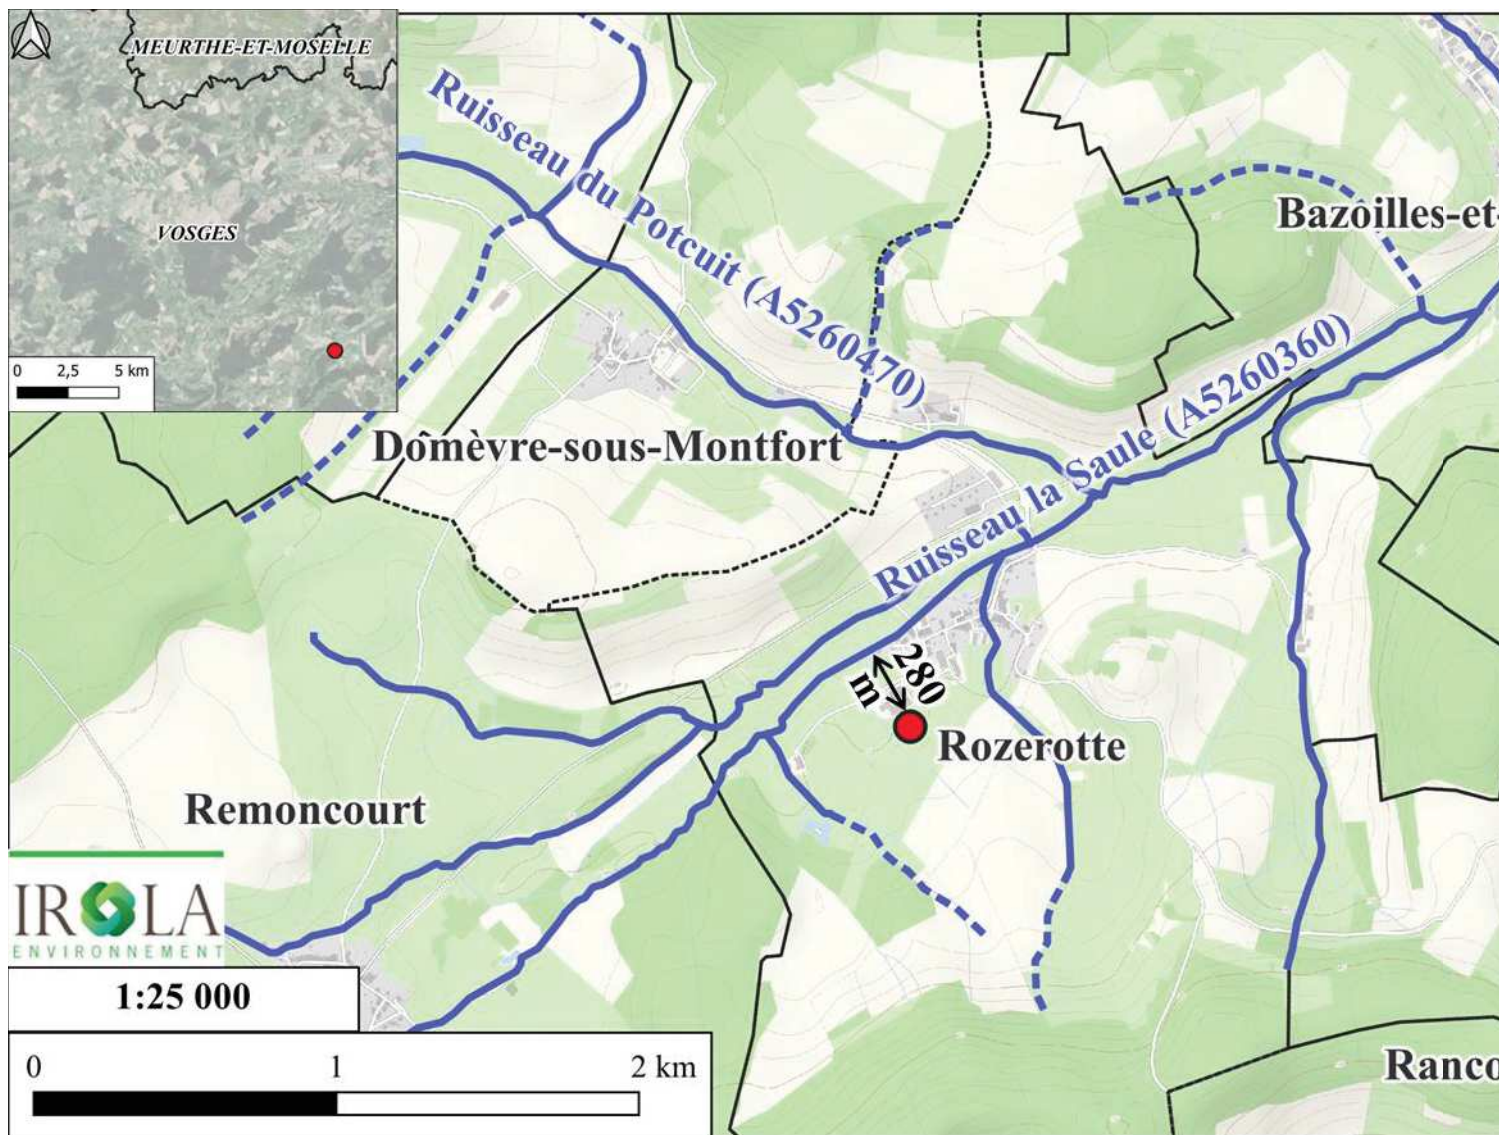 MEURTHE-ET-MOSELLE
VOSGES
0 2,5 5 km
Ruisseau du Potcuit (A5260470)
Bazoilles-et-
Domèvre-sous-Montfort
Ruisseau la Saule (A5260360)
280
m
Rozerotte
Remoncourt
IROLA
ENVIRONNEMENT
1:25 000
0 1 2 km
Ranco